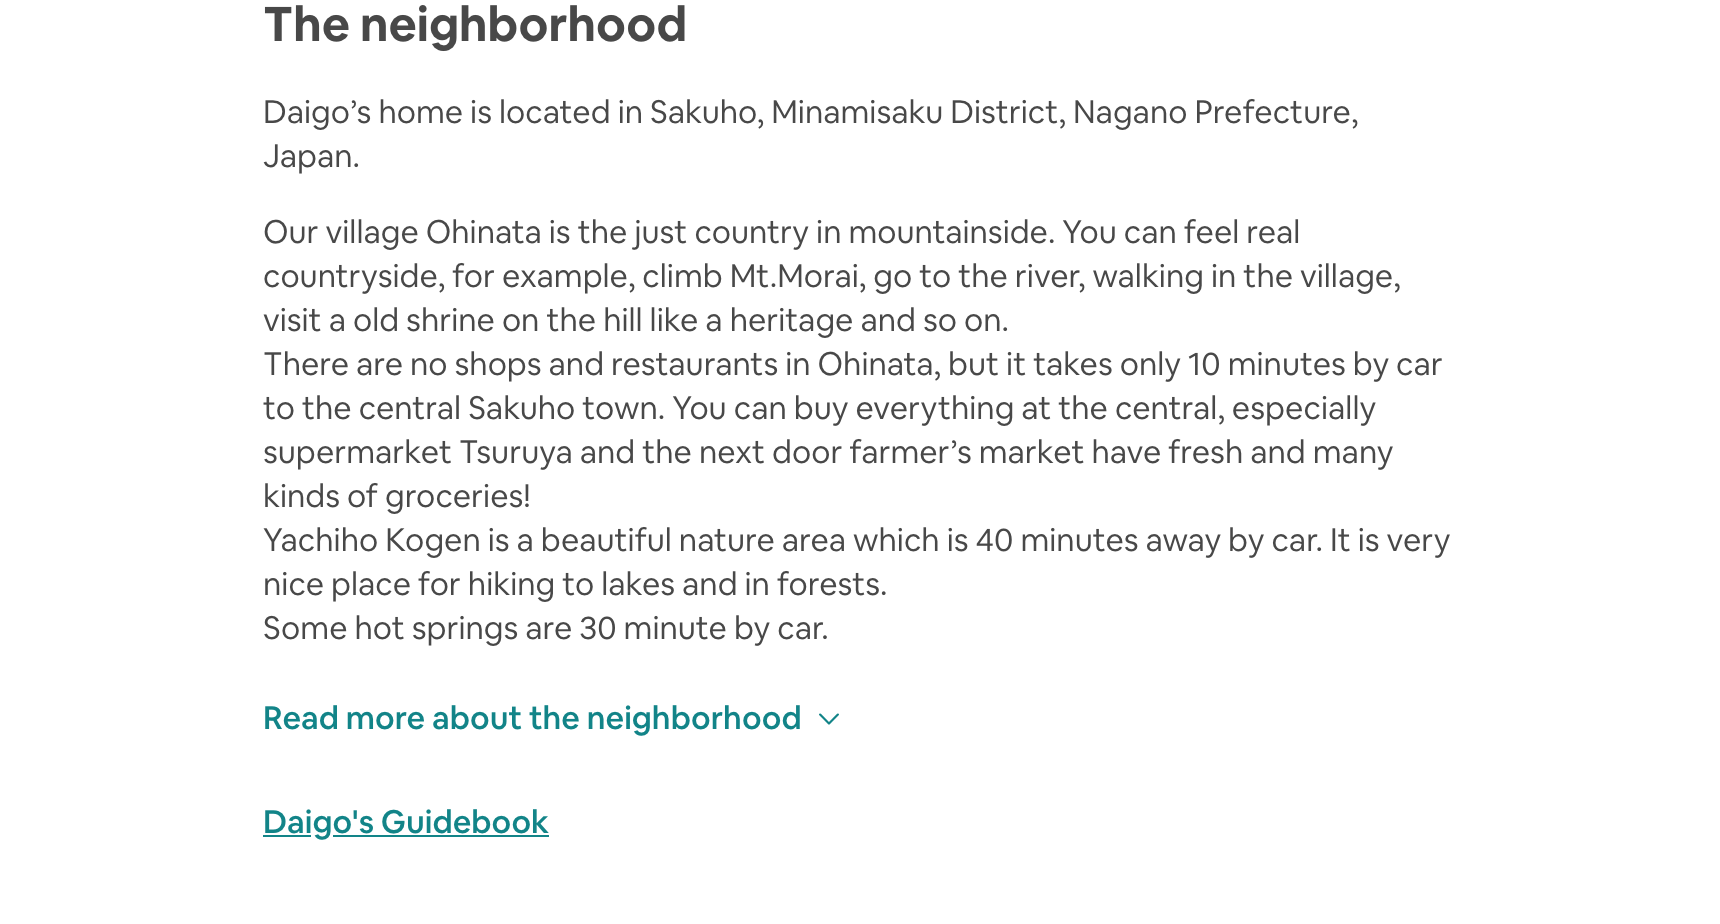 The neighborhood
Daigo’s home is located in Sakuho, Minamisaku District, Nagano Prefecture,
Japan.
Our village Ohinata is the just country in mountainside. You can feel real
countryside, for example, climb Mt.Morai, go to the river, walking in the village,
visit a old shrine on the hill like a heritage and so on.
There are no shops and restaurants in Ohinata, but it takes only 10 minutes by car
to the central Sakuho town. You can buy everything at the central, especially
supermarket Tsuruya and the next door farmer’s market have fresh and many
kinds of groceries!
Yachiho Kogen is a beautiful nature area which is 40 minutes away by car. It is very
nice place for hiking to lakes and in forests.
Some hot springs are 30 minute by car.
Read more about the neighborhood
Daigo's Guidebook